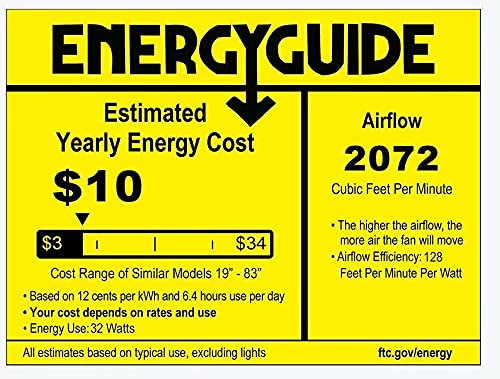 ENERGYGUIDE
Estimated
Yearly Energy Cost
$10
$3
$34
Cost Range of Similar Models 19” - 83”
• Based on 12 cents per kWh and 6.4 hours use per day
• Your cost depends on rates and use
• Energy Use: 32 Watts
Airflow
2072
Cubic Feet Per Minute
• The higher the airflow, the
more air the fan will move
• Airflow Efficiency: 128
Feet Per Minute Per Watt
All estimates based on typical use, excluding lights
ftc.gov/energy